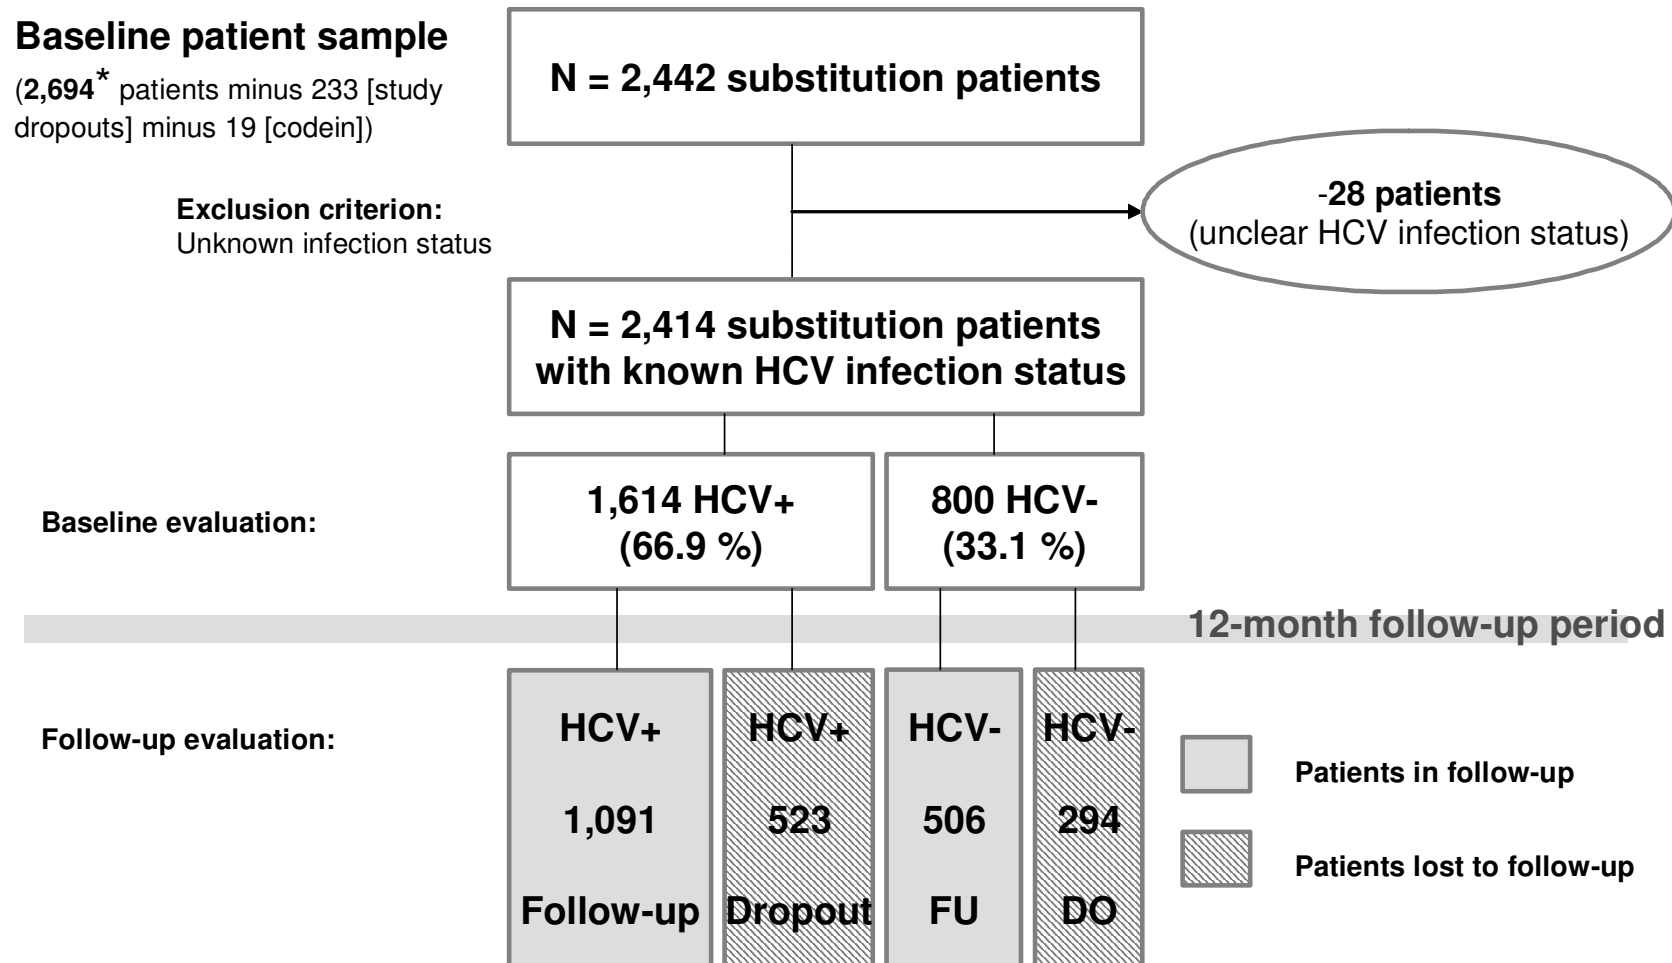 Baseline patient sample
(2,694* patients minus 233 [study
dropouts] minus 19 [codein])
N = 2,442 substitution patients
Exclusion criterion:
Unknown infection status
-28 patients
(unclear HCV infection status)
N = 2,414 substitution patients
with known HCV infection status
Baseline evaluation:
1,614 HCV+
(66.9 %)
800 HCV-
(33.1 %)
12-month follow-up period
Follow-up evaluation:
HCV+
1,091
Follow-up
HCV+
523
Dropout
HCV-
506
FU
HCV-
294
DO
Patients in follow-up
Patients lost to follow-up